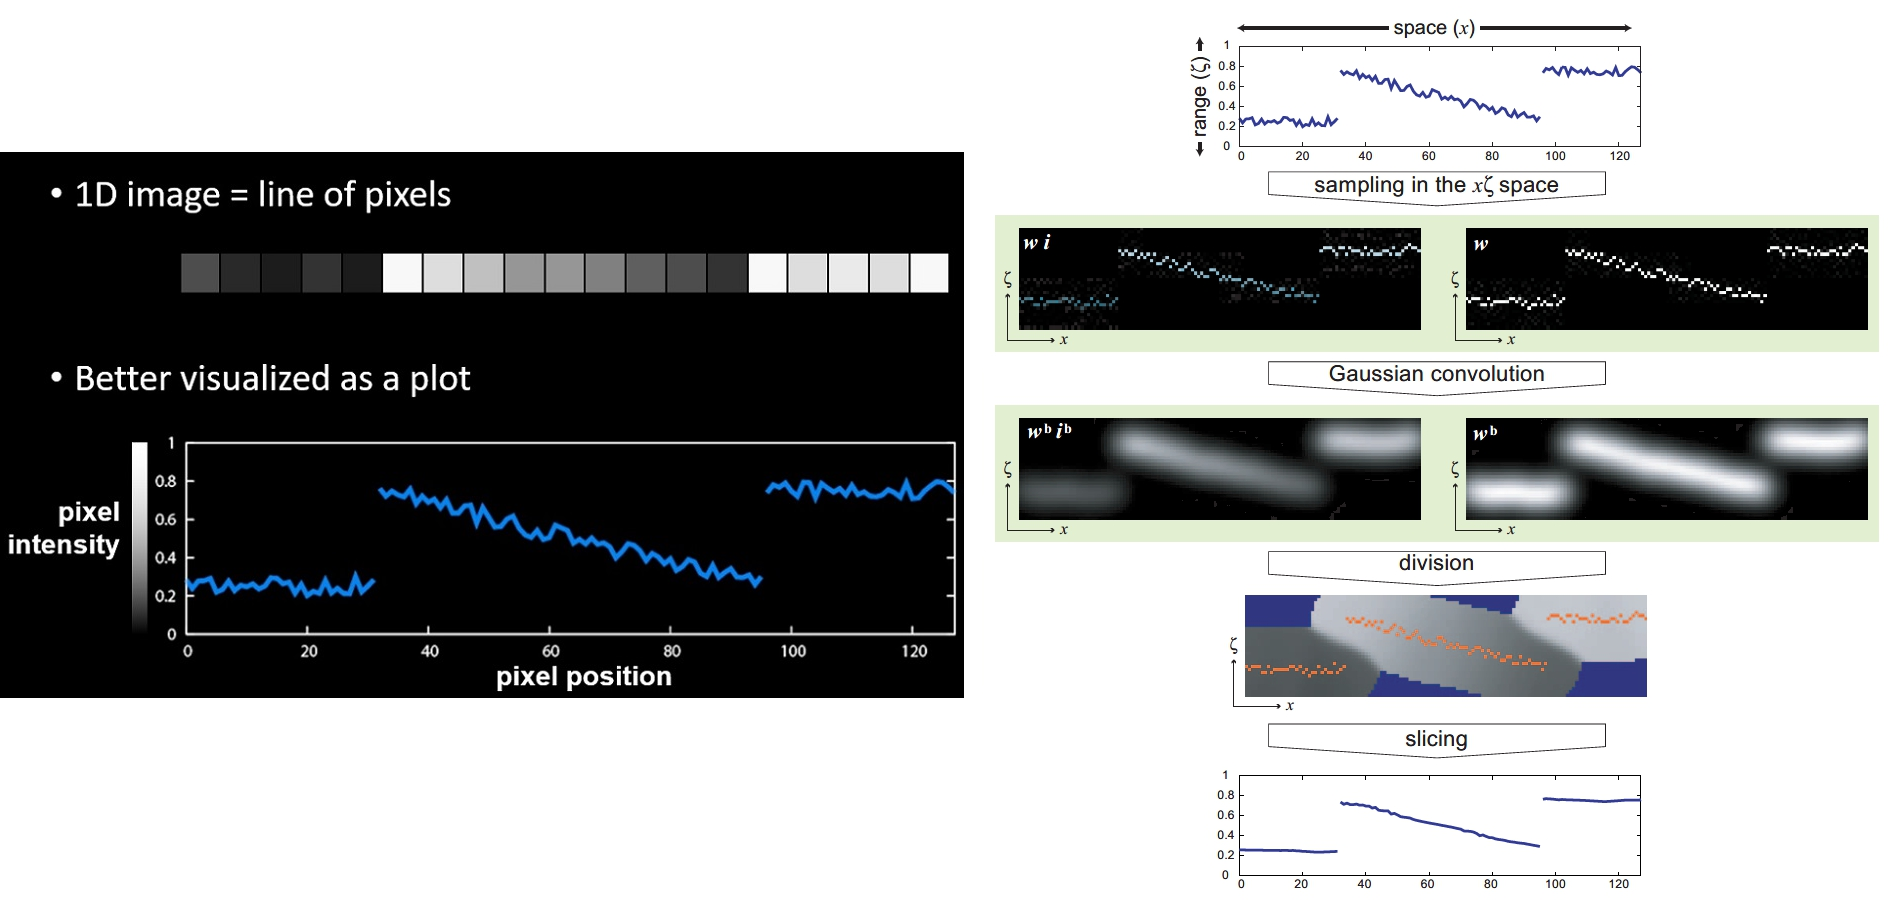 • 1D image = line of pixels
• Better visualized as a plot
pixel
intensity
1
0.8
0.6
0.4
0.2
0
0 20 40 60 80 100 120
pixel position
space (x)
range (ζ)
1
0.8
0.6
0.4
0.2
0
0 20 40 60 80 100 120
sampling in the xζ space
w i
ζ
x
w
ζ
x
Gaussian convolution
wᵇ iᵇ
ζ
x
wᵇ
ζ
x
division
ζ
x
slicing
1
0.8
0.6
0.4
0.2
0
0 20 40 60 80 100 120